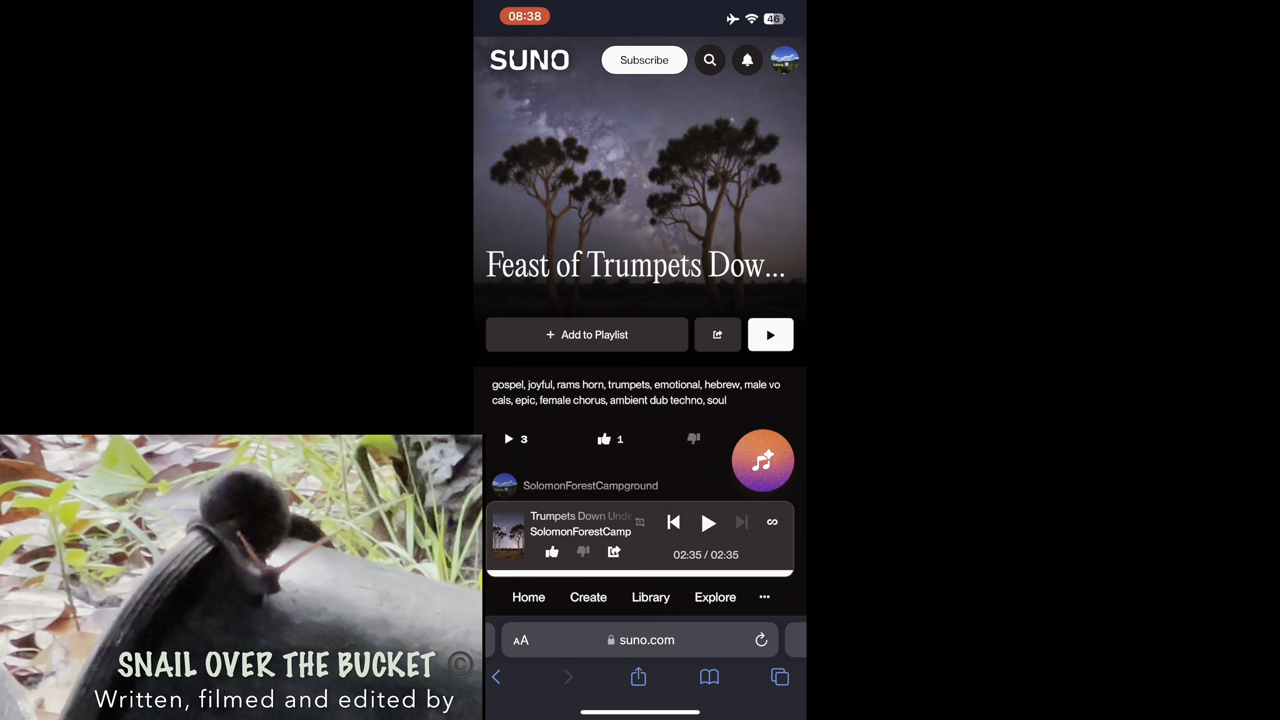 08:38
46
SUNO
Subscribe
Feast of Trumpets Dow...
+ Add to Playlist
gospel, joyful, rams horn, trumpets, emotional, hebrew, male vo
cals, epic, female chorus, ambient dub techno, soul
3
1
SolomonForestCampground
Trumpets Down Unde
SolomonForestCamp
02:35 / 02:35
Home Create Library Explore ...
AA suno.com
SNAIL OVER THE BUCKET ©
Written, filmed and edited by